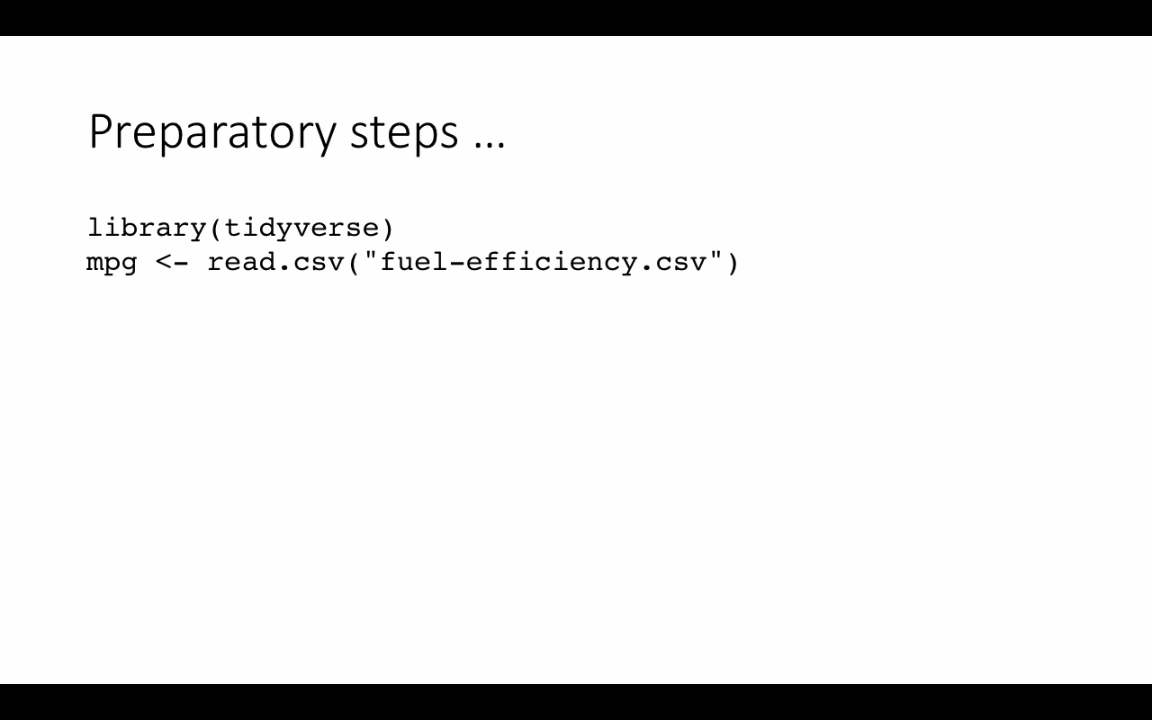 Preparatory steps …
library(tidyverse)
mpg <- read.csv("fuel-efficiency.csv")